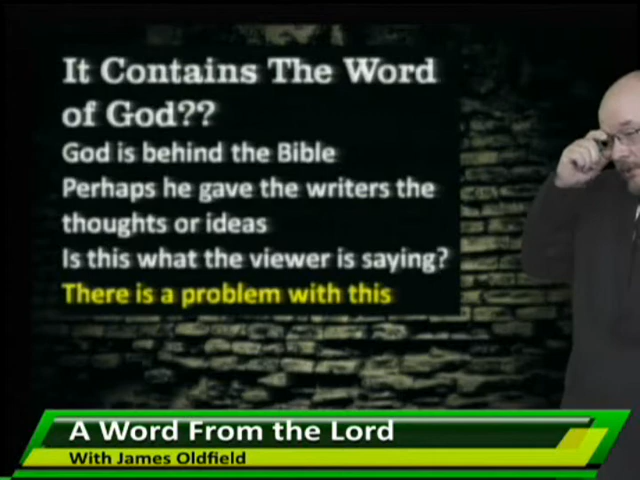 It Contains The Word
of God??
God is behind the Bible
Perhaps he gave the writers the
thoughts or ideas
Is this what the viewer is saying?
There is a problem with this
A Word From the Lord
With James Oldfield